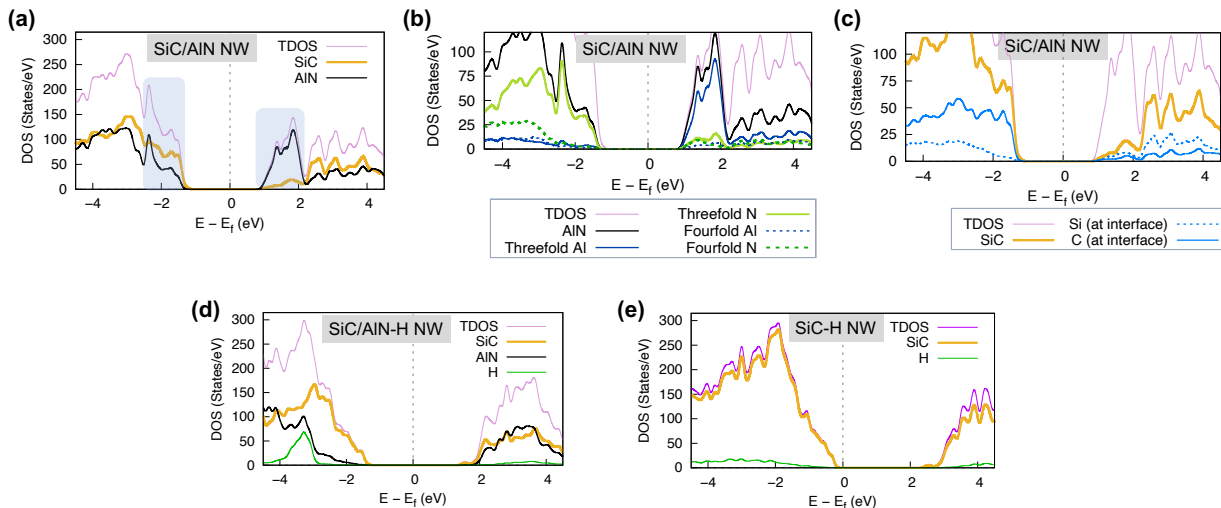 (a)
SiC/AlN NW
TDOS
SiC
AlN
DOS (States/eV)
300
250
200
150
100
50
0
−4 −2 0 2 4
E − Ef (eV)
(b)
SiC/AlN NW
DOS (States/eV)
100
75
50
25
0
−4 −2 0 2 4
E − Ef (eV)
TDOS
AlN
Threefold Al
Threefold N
Fourfold Al
Fourfold N
(c)
SiC/AlN NW
DOS (States/eV)
100
75
50
25
0
−4 −2 0 2 4
E − Ef (eV)
TDOS
SiC
Si (at interface)
C (at interface)
(d)
SiC/AlN-H NW
TDOS
SiC
AlN
H
DOS (States/eV)
300
250
200
150
100
50
0
−4 −2 0 2 4
E − Ef (eV)
(e)
SiC-H NW
TDOS
SiC
H
DOS (States/eV)
300
250
200
150
100
50
0
−4 −2 0 2 4
E − Ef (eV)